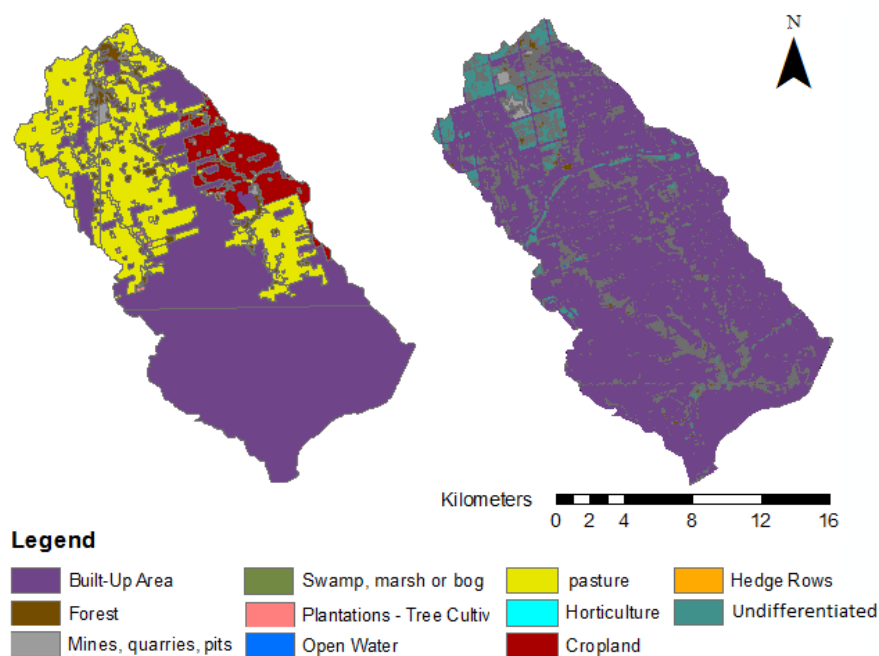 N
Kilometers
0 2 4 8 12 16
Legend
Built-Up Area
Swamp, marsh or bog
pasture
Hedge Rows
Forest
Plantations - Tree Cultiv
Horticulture
Undifferentiated
Mines, quarries, pits
Open Water
Cropland